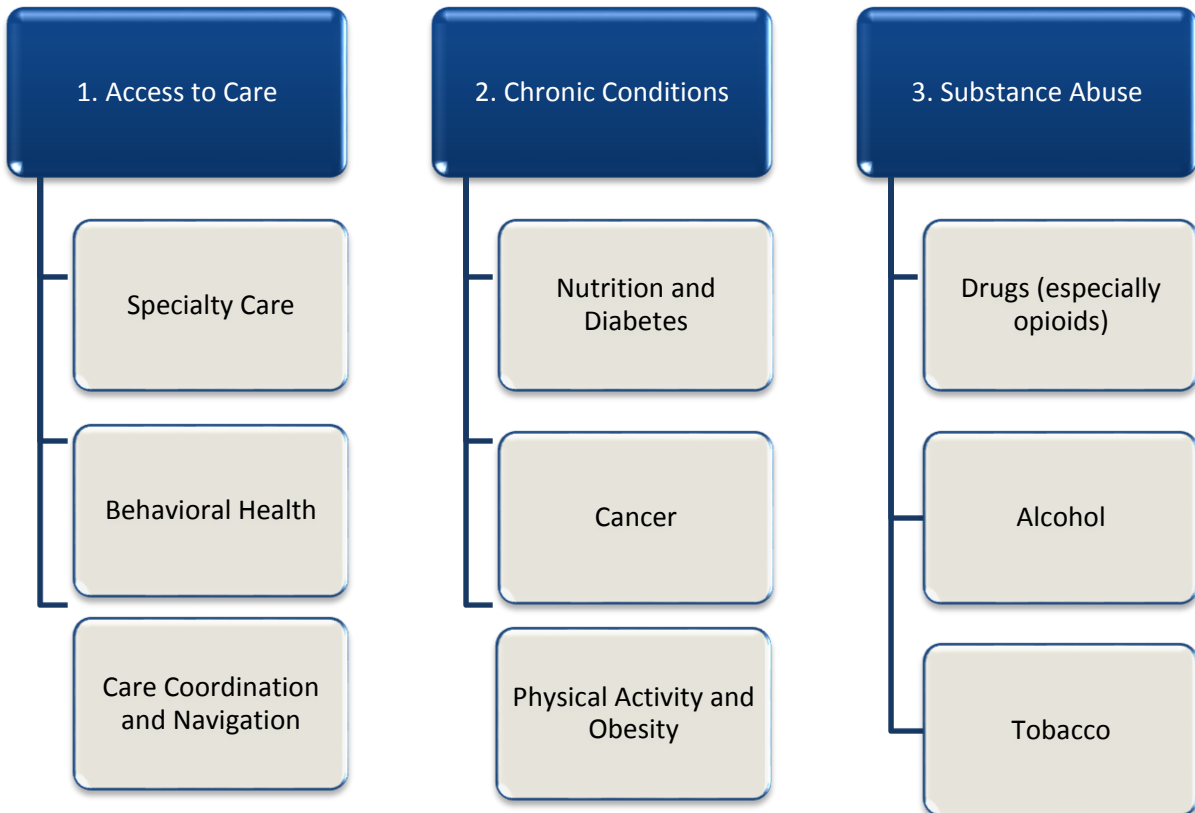 1. Access to Care
Specialty Care
Behavioral Health
Care Coordination
and Navigation
2. Chronic Conditions
Nutrition and
Diabetes
Cancer
Physical Activity and
Obesity
3. Substance Abuse
Drugs (especially
opioids)
Alcohol
Tobacco